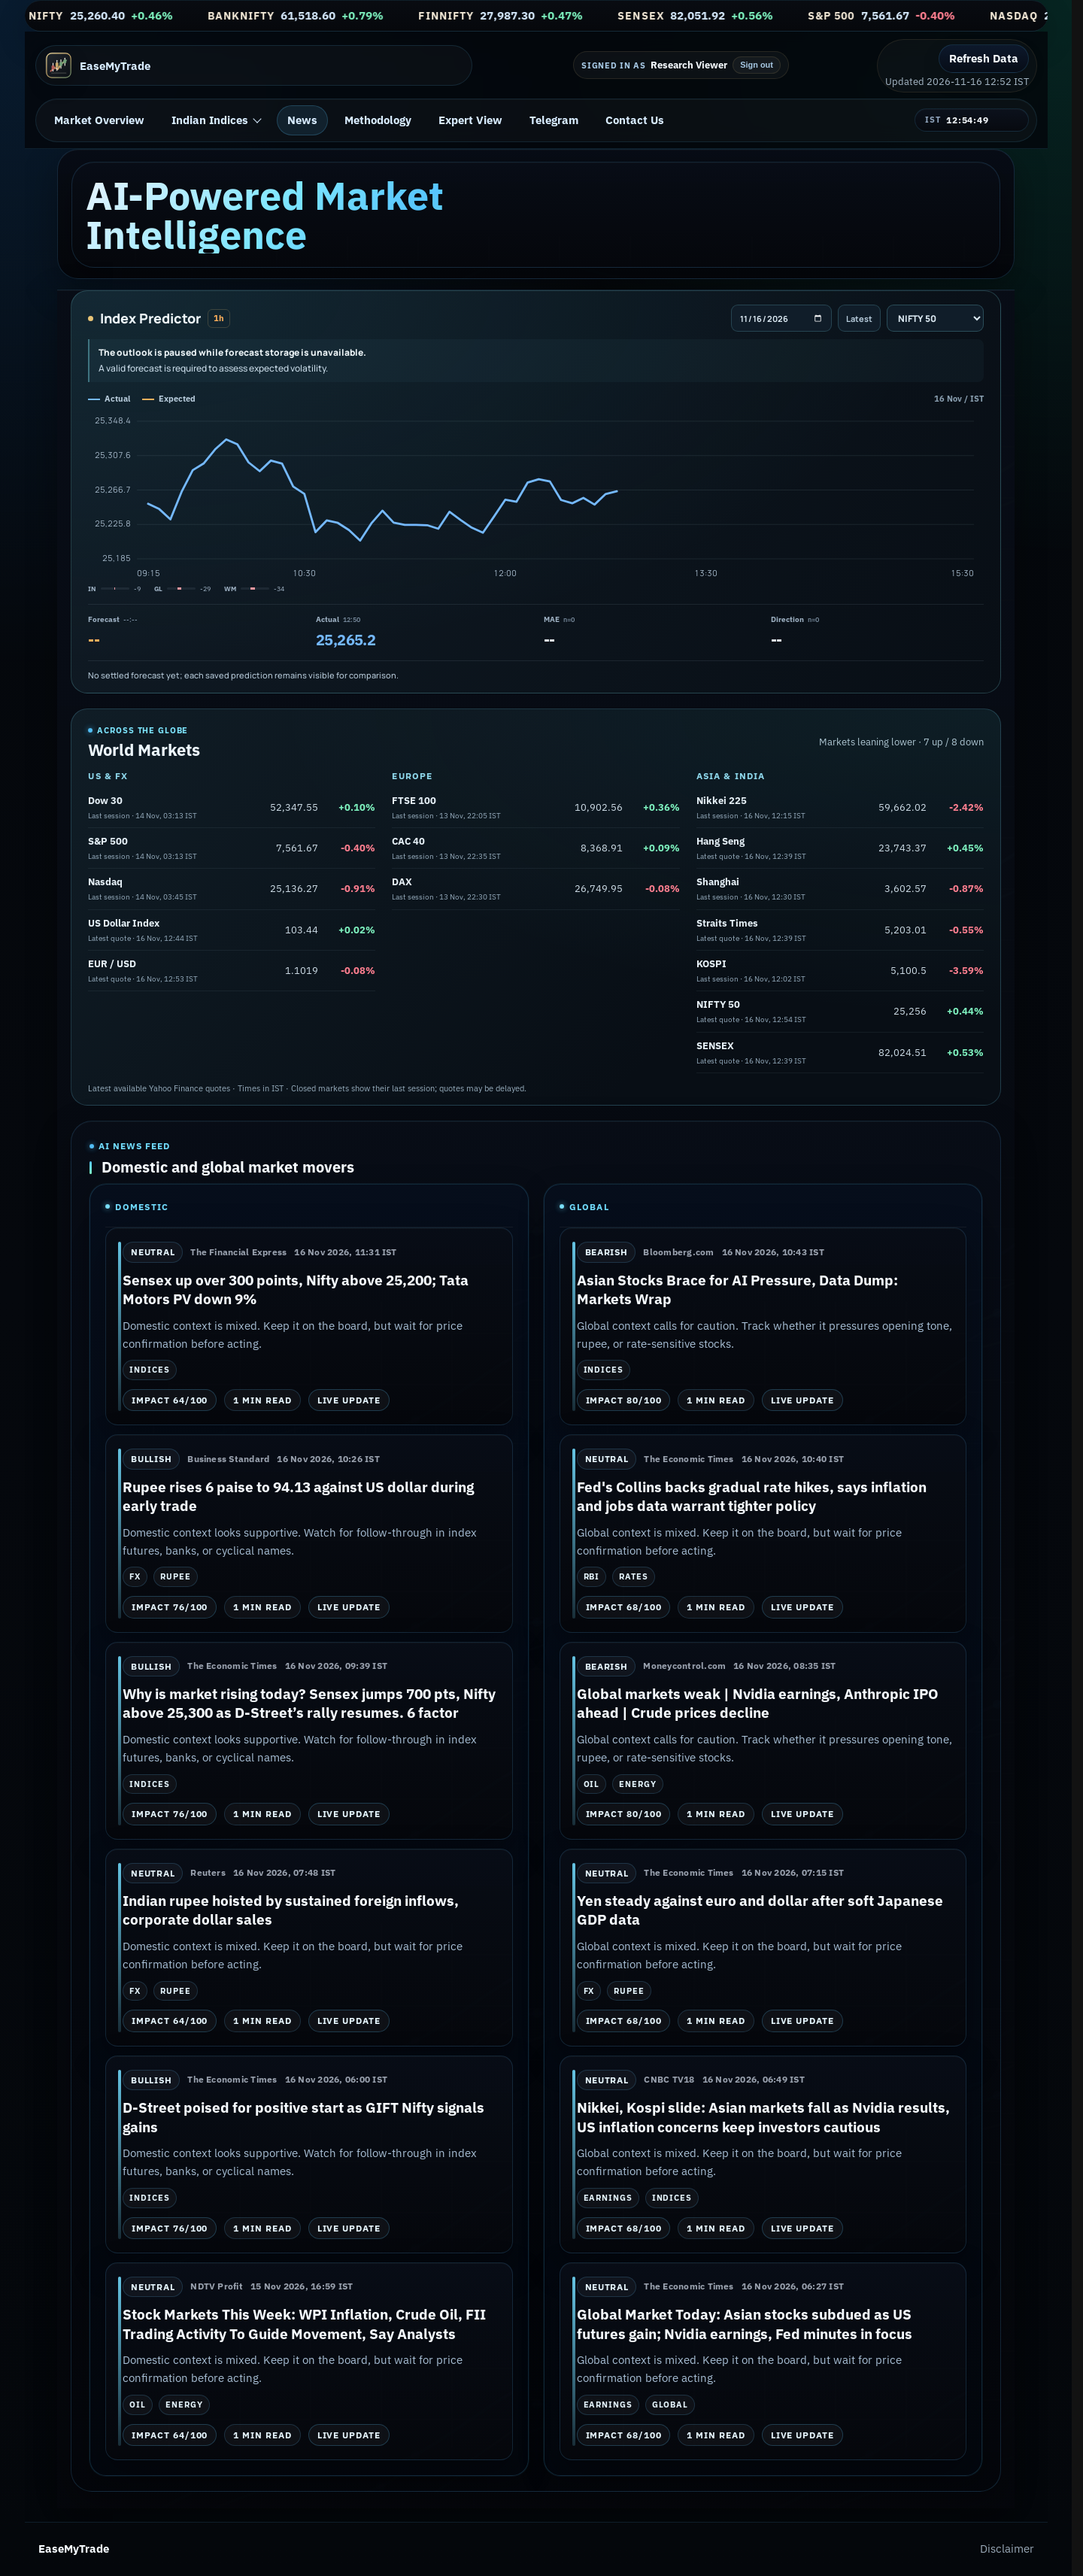 NIFTY 25,260.40 +0.46% BANKNIFTY 61,518.60 +0.79% FINNIFTY 27,987.30 +0.47% SENSEX 82,051.92 +0.56% S&P 500 7,561.67 -0.40% NASDAQ
EaseMyTrade
SIGNED IN AS Research Viewer Sign out
Refresh Data
Updated 2026-11-16 12:52 IST
Market Overview Indian Indices News Methodology Expert View Telegram Contact Us IST 12:54:49
AI-Powered Market
Intelligence
Index Predictor 1h 11/16/2026 Latest NIFTY 50
The outlook is paused while forecast storage is unavailable.
A valid forecast is required to assess expected volatility.
Actual Expected 16 Nov / IST
25,348.4
25,307.6
25,266.7
25,225.8
25,185
09:15 10:30 12:00 13:30 15:30
IN -9 GL -29 WM -34
Forecast --:-- Actual 12:50 MAE n=0 Direction n=0
-- 25,265.2 -- --
No settled forecast yet; each saved prediction remains visible for comparison.
ACROSS THE GLOBE
World Markets
Markets leaning lower · 7 up / 8 down
US & FX
Dow 30 52,347.55 +0.10%
Last session · 14 Nov, 03:13 IST
S&P 500 7,561.67 -0.40%
Last session · 14 Nov, 03:13 IST
Nasdaq 25,136.27 -0.91%
Last session · 14 Nov, 03:45 IST
US Dollar Index 103.44 +0.02%
Latest quote · 16 Nov, 12:44 IST
EUR / USD 1.1019 -0.08%
Latest quote · 16 Nov, 12:53 IST
EUROPE
FTSE 100 10,902.56 +0.36%
Last session · 13 Nov, 22:05 IST
CAC 40 8,368.91 +0.09%
Last session · 13 Nov, 22:35 IST
DAX 26,749.95 -0.08%
Last session · 13 Nov, 22:30 IST
ASIA & INDIA
Nikkei 225 59,662.02 -2.42%
Last session · 16 Nov, 12:15 IST
Hang Seng 23,743.37 +0.45%
Latest quote · 16 Nov, 12:39 IST
Shanghai 3,602.57 -0.87%
Last session · 16 Nov, 12:30 IST
Straits Times 5,203.01 -0.55%
Latest quote · 16 Nov, 12:39 IST
KOSPI 5,100.5 -3.59%
Last session · 16 Nov, 12:02 IST
NIFTY 50 25,256 +0.44%
Latest quote · 16 Nov, 12:54 IST
SENSEX 82,024.51 +0.53%
Latest quote · 16 Nov, 12:39 IST
Latest available Yahoo Finance quotes · Times in IST · Closed markets show their last session; quotes may be delayed.
AI NEWS FEED
Domestic and global market movers
DOMESTIC
NEUTRAL The Financial Express 16 Nov 2026, 11:31 IST
Sensex up over 300 points, Nifty above 25,200; Tata
Motors PV down 9%
Domestic context is mixed. Keep it on the board, but wait for price
confirmation before acting.
INDICES
IMPACT 64/100 1 MIN READ LIVE UPDATE
BULLISH Business Standard 16 Nov 2026, 10:26 IST
Rupee rises 6 paise to 94.13 against US dollar during
early trade
Domestic context looks supportive. Watch for follow-through in index
futures, banks, or cyclical names.
FX RUPEE
IMPACT 76/100 1 MIN READ LIVE UPDATE
BULLISH The Economic Times 16 Nov 2026, 09:39 IST
Why is market rising today? Sensex jumps 700 pts, Nifty
above 25,300 as D-Street’s rally resumes. 6 factor
Domestic context looks supportive. Watch for follow-through in index
futures, banks, or cyclical names.
INDICES
IMPACT 76/100 1 MIN READ LIVE UPDATE
NEUTRAL Reuters 16 Nov 2026, 07:48 IST
Indian rupee hoisted by sustained foreign inflows,
corporate dollar sales
Domestic context is mixed. Keep it on the board, but wait for price
confirmation before acting.
FX RUPEE
IMPACT 64/100 1 MIN READ LIVE UPDATE
BULLISH The Economic Times 16 Nov 2026, 06:00 IST
D-Street poised for positive start as GIFT Nifty signals
gains
Domestic context looks supportive. Watch for follow-through in index
futures, banks, or cyclical names.
INDICES
IMPACT 76/100 1 MIN READ LIVE UPDATE
NEUTRAL NDTV Profit 15 Nov 2026, 16:59 IST
Stock Markets This Week: WPI Inflation, Crude Oil, FII
Trading Activity To Guide Movement, Say Analysts
Domestic context is mixed. Keep it on the board, but wait for price
confirmation before acting.
OIL ENERGY
IMPACT 64/100 1 MIN READ LIVE UPDATE
GLOBAL
BEARISH Bloomberg.com 16 Nov 2026, 10:43 IST
Asian Stocks Brace for AI Pressure, Data Dump:
Markets Wrap
Global context calls for caution. Track whether it pressures opening tone,
rupee, or rate-sensitive stocks.
INDICES
IMPACT 80/100 1 MIN READ LIVE UPDATE
NEUTRAL The Economic Times 16 Nov 2026, 10:40 IST
Fed's Collins backs gradual rate hikes, says inflation
and jobs data warrant tighter policy
Global context is mixed. Keep it on the board, but wait for price
confirmation before acting.
RBI RATES
IMPACT 68/100 1 MIN READ LIVE UPDATE
BEARISH Moneycontrol.com 16 Nov 2026, 08:35 IST
Global markets weak | Nvidia earnings, Anthropic IPO
ahead | Crude prices decline
Global context calls for caution. Track whether it pressures opening tone,
rupee, or rate-sensitive stocks.
OIL ENERGY
IMPACT 80/100 1 MIN READ LIVE UPDATE
NEUTRAL The Economic Times 16 Nov 2026, 07:15 IST
Yen steady against euro and dollar after soft Japanese
GDP data
Global context is mixed. Keep it on the board, but wait for price
confirmation before acting.
FX RUPEE
IMPACT 68/100 1 MIN READ LIVE UPDATE
NEUTRAL CNBC TV18 16 Nov 2026, 06:49 IST
Nikkei, Kospi slide: Asian markets fall as Nvidia results,
US inflation concerns keep investors cautious
Global context is mixed. Keep it on the board, but wait for price
confirmation before acting.
EARNINGS INDICES
IMPACT 68/100 1 MIN READ LIVE UPDATE
NEUTRAL The Economic Times 16 Nov 2026, 06:27 IST
Global Market Today: Asian stocks subdued as US
futures gain; Nvidia earnings, Fed minutes in focus
Global context is mixed. Keep it on the board, but wait for price
confirmation before acting.
EARNINGS GLOBAL
IMPACT 68/100 1 MIN READ LIVE UPDATE
EaseMyTrade Disclaimer